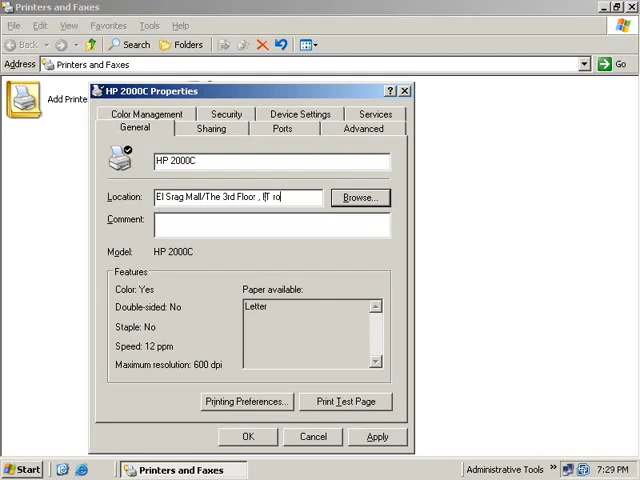 Printers and Faxes
File Edit View Favorites Tools Help
Back Search Folders
Address Printers and Faxes Go
HP 2000C Properties
Color Management Security Device Settings Services
General Sharing Ports Advanced
HP 2000C
Location: El Srag Mall/The 3rd Floor , IT ro Browse...
Comment:
Model: HP 2000C
Features
Color: Yes
Double-sided: No
Staple: No
Speed: 12 ppm
Maximum resolution: 600 dpi
Paper available:
Letter
Printing Preferences... Print Test Page
OK Cancel Apply
Start Printers and Faxes Administrative Tools » 7:29 PM